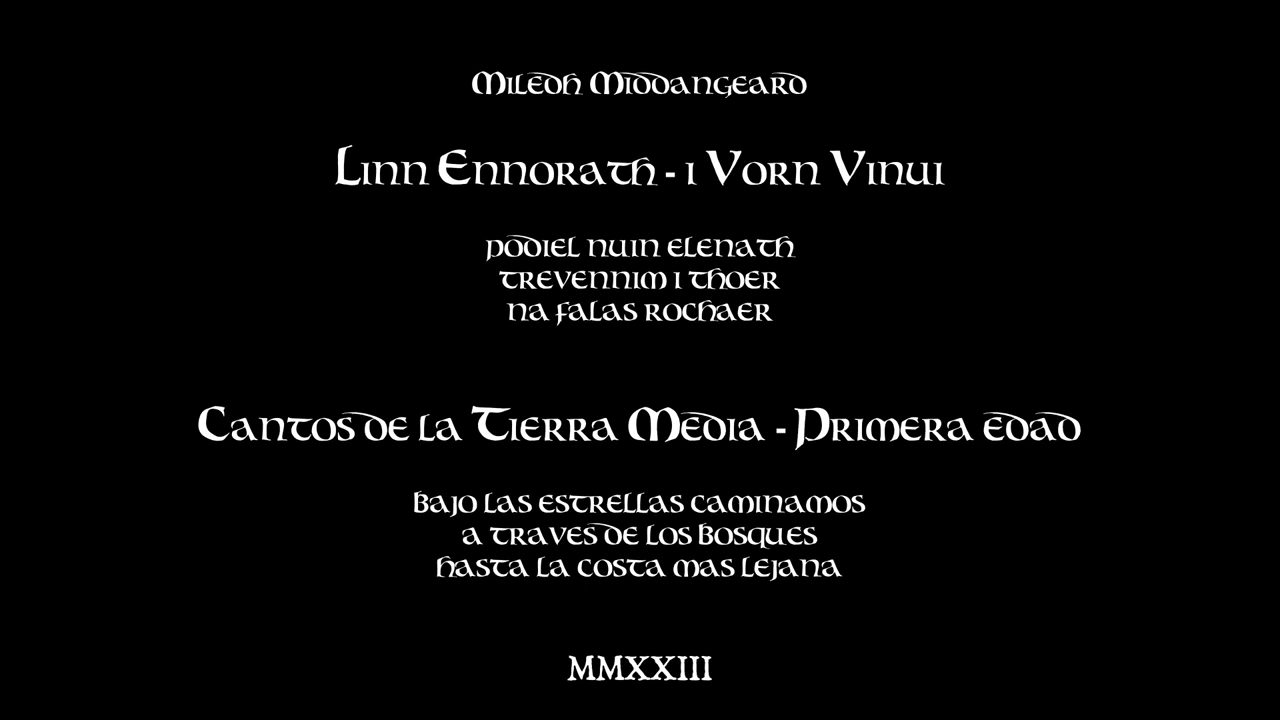 Miledh Middangeard
Linn Ennorath - i Vorn Vinui
podiel nuin elenath
trevennim i thoer
na falas rochaer
Cantos de la Tierra Media - Primera edad
Bajo las estrellas caminamos
a traves de los Bosques
hasta la costa mas lejana
MMXXIII